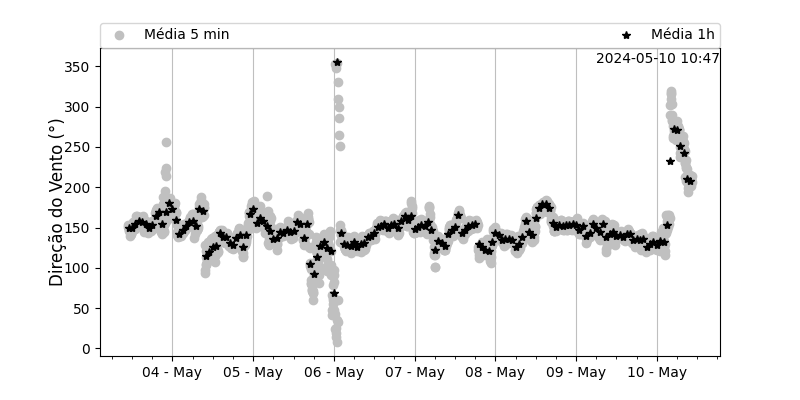 Média 5 min
Média 1h
2024-05-10 10:47
Direção do Vento (°)
350
300
250
200
150
100
50
0
04 - May
05 - May
06 - May
07 - May
08 - May
09 - May
10 - May